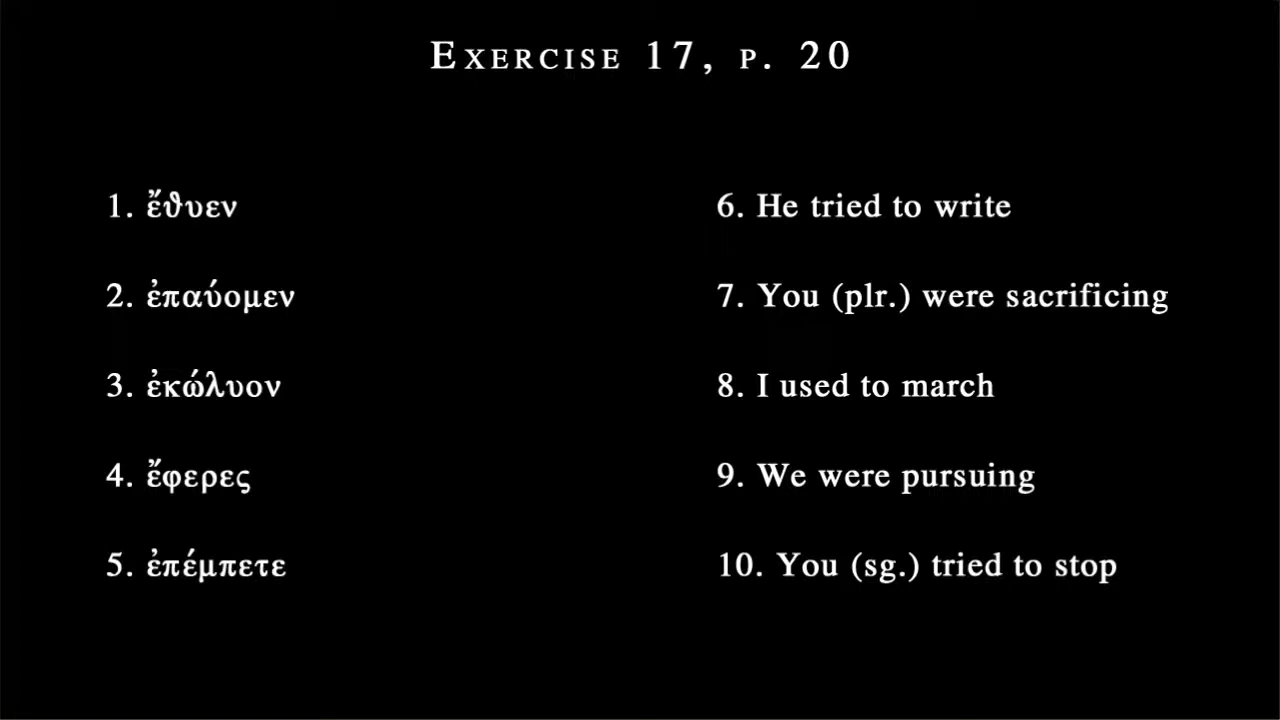 EXERCISE 17, P. 20
1. ἔθυεν
2. ἐπαύομεν
3. ἐκώλυον
4. ἔφερες
5. ἐπέμπετε
6. He tried to write
7. You (plr.) were sacrificing
8. I used to march
9. We were pursuing
10. You (sg.) tried to stop